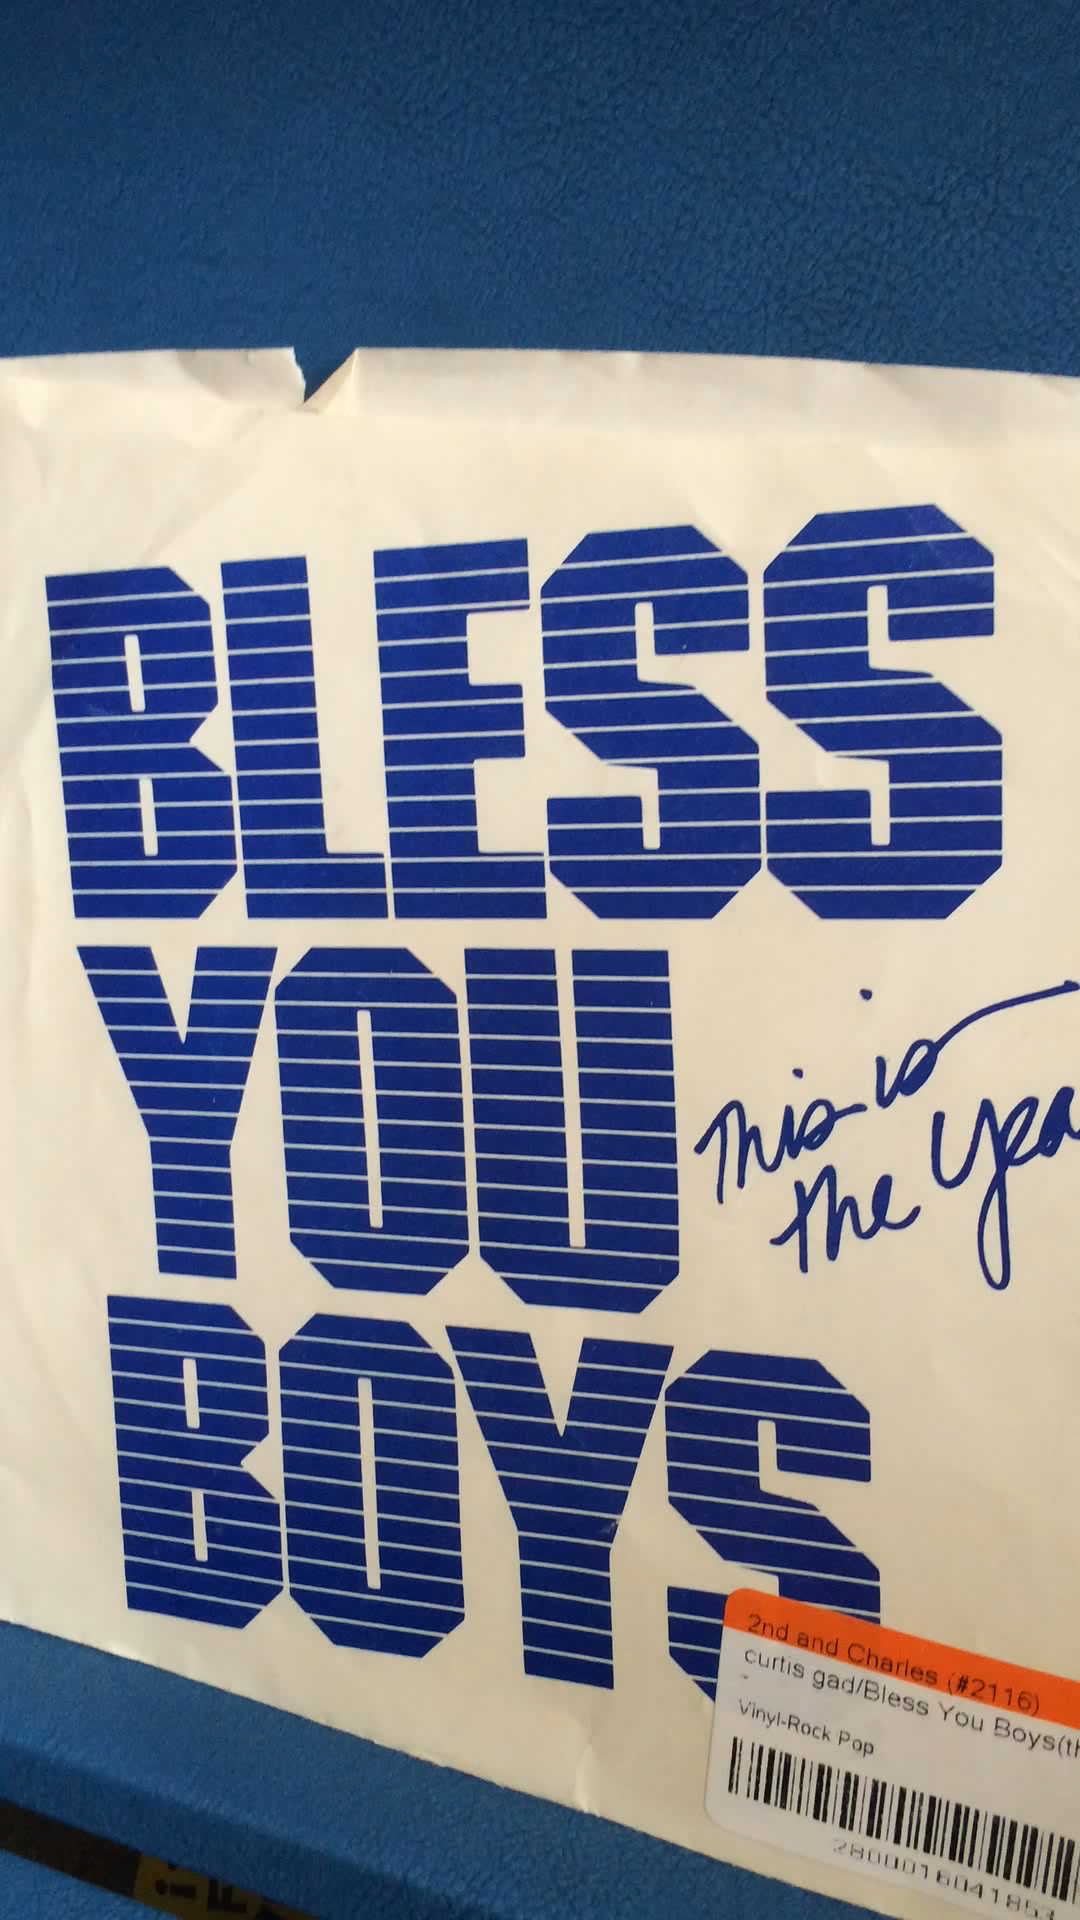 BLESS
YOU
This is
the Yea
BOYS
2nd and Charles (#2116)
curtis gad/Bless You Boys(th
-
Vinyl-Rock Pop
2800016041853